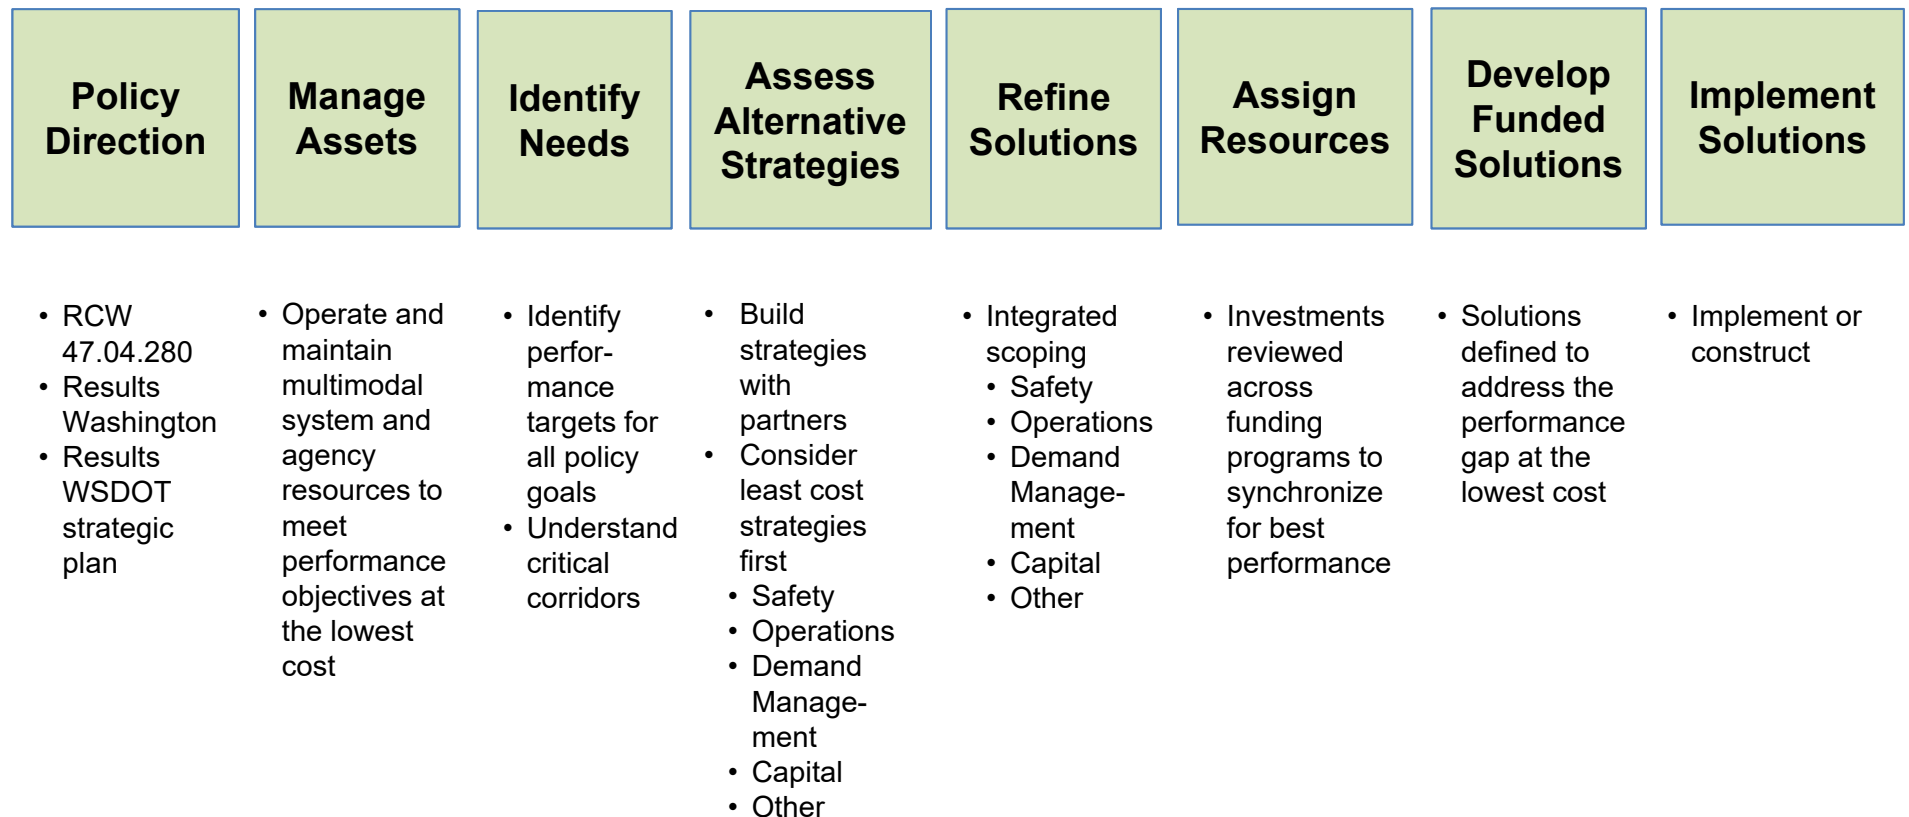 Policy
Direction
Manage
Assets
Identify
Needs
Assess
Alternative
Strategies
Refine
Solutions
Assign
Resources
Develop
Funded
Solutions
Implement
Solutions
• RCW
47.04.280
• Results
Washington
• Results
WSDOT
strategic
plan
• Operate and
maintain
multimodal
system and
agency
resources to
meet
performance
objectives at
the lowest
cost
• Identify
perfor-
mance
targets for
all policy
goals
• Understand
critical
corridors
• Build
strategies
with
partners
• Consider
least cost
strategies
first
• Safety
• Operations
• Demand
Manage-
ment
• Capital
• Other
• Integrated
scoping
• Safety
• Operations
• Demand
Manage-
ment
• Capital
• Other
• Investments
reviewed
across
funding
programs to
synchronize
for best
performance
• Solutions
defined to
address the
performance
gap at the
lowest cost
• Implement or
construct